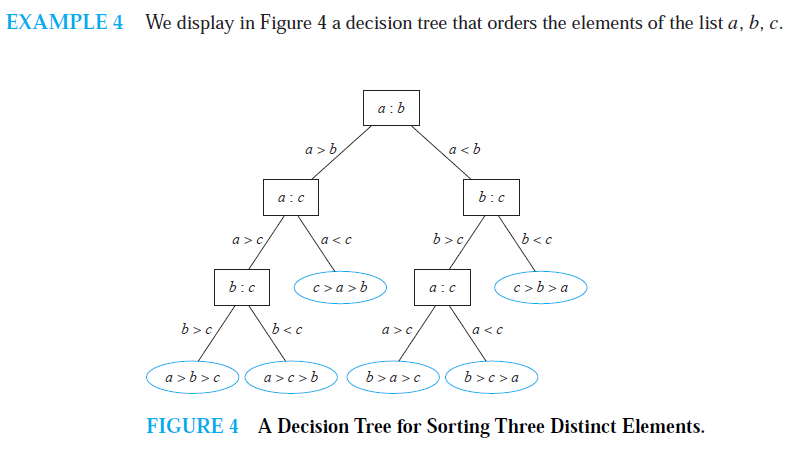 EXAMPLE 4 We display in Figure 4 a decision tree that orders the elements of the list a, b, c.
a : b
a > b
a < b
a : c
b : c
a > c
a < c
b > c
b < c
b : c
c > a > b
a : c
c > b > a
b > c
b < c
a > c
a < c
a > b > c
a > c > b
b > a > c
b > c > a
FIGURE 4 A Decision Tree for Sorting Three Distinct Elements.